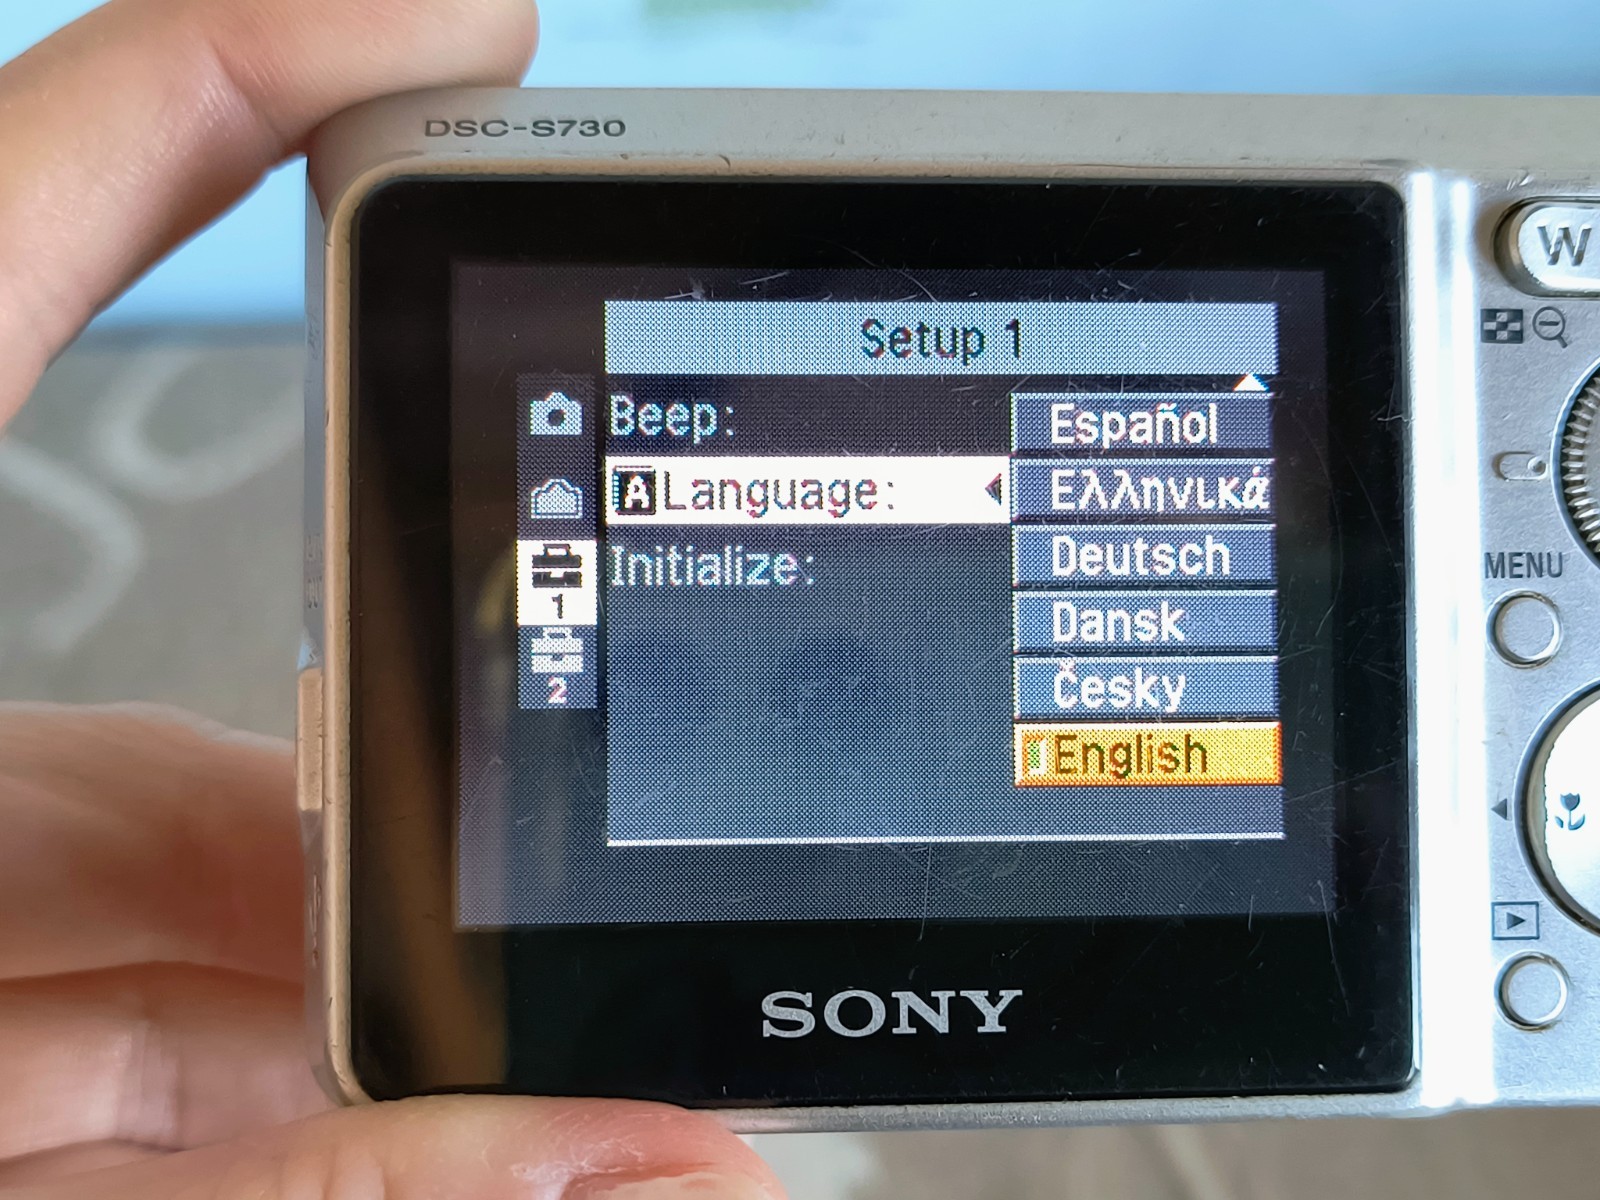 DSC-S730
W
Setup 1
Beep:
A Language:
Initialize:
Español
Ελληνικά
Deutsch
Dansk
Česky
English
1
2
MENU
SONY